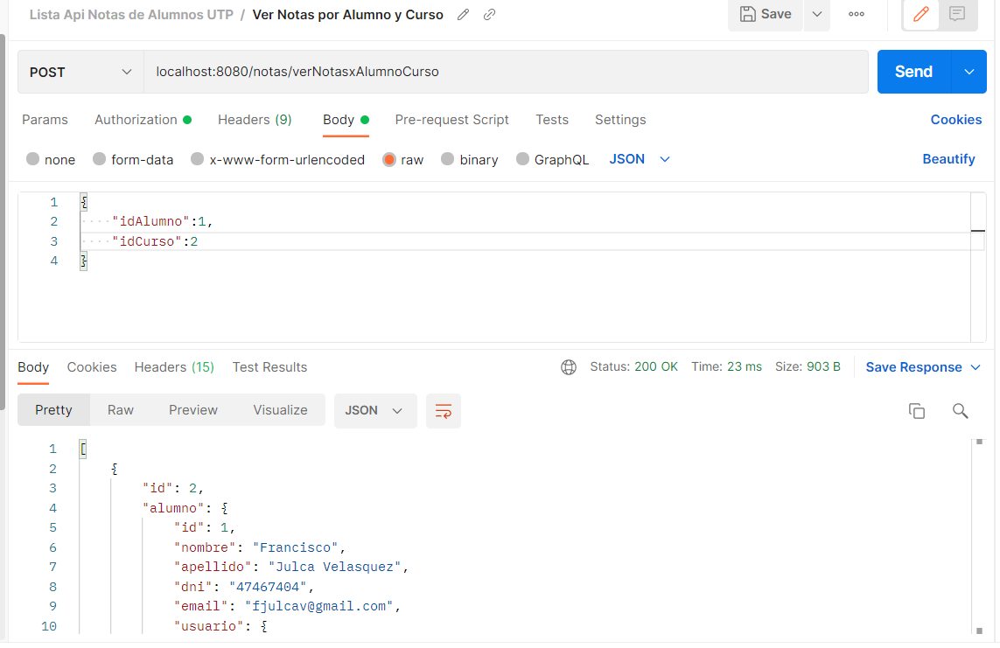 Lista Api Notas de Alumnos UTP / Ver Notas por Alumno y Curso
Save
POST
localhost:8080/notas/verNotasxAlumnoCurso
Send
Params Authorization Headers (9) Body Pre-request Script Tests Settings Cookies
none form-data x-www-form-urlencoded raw binary GraphQL JSON Beautify
1 {
2 "idAlumno":1,
3 "idCurso":2
4 }
Body Cookies Headers (15) Test Results Status: 200 OK Time: 23 ms Size: 903 B Save Response
Pretty Raw Preview Visualize JSON
1 [
2 {
3 "id": 2,
4 "alumno": {
5 "id": 1,
6 "nombre": "Francisco",
7 "apellido": "Julca Velasquez",
8 "dni": "47467404",
9 "email": "fjulcav@gmail.com",
10 "usuario": {